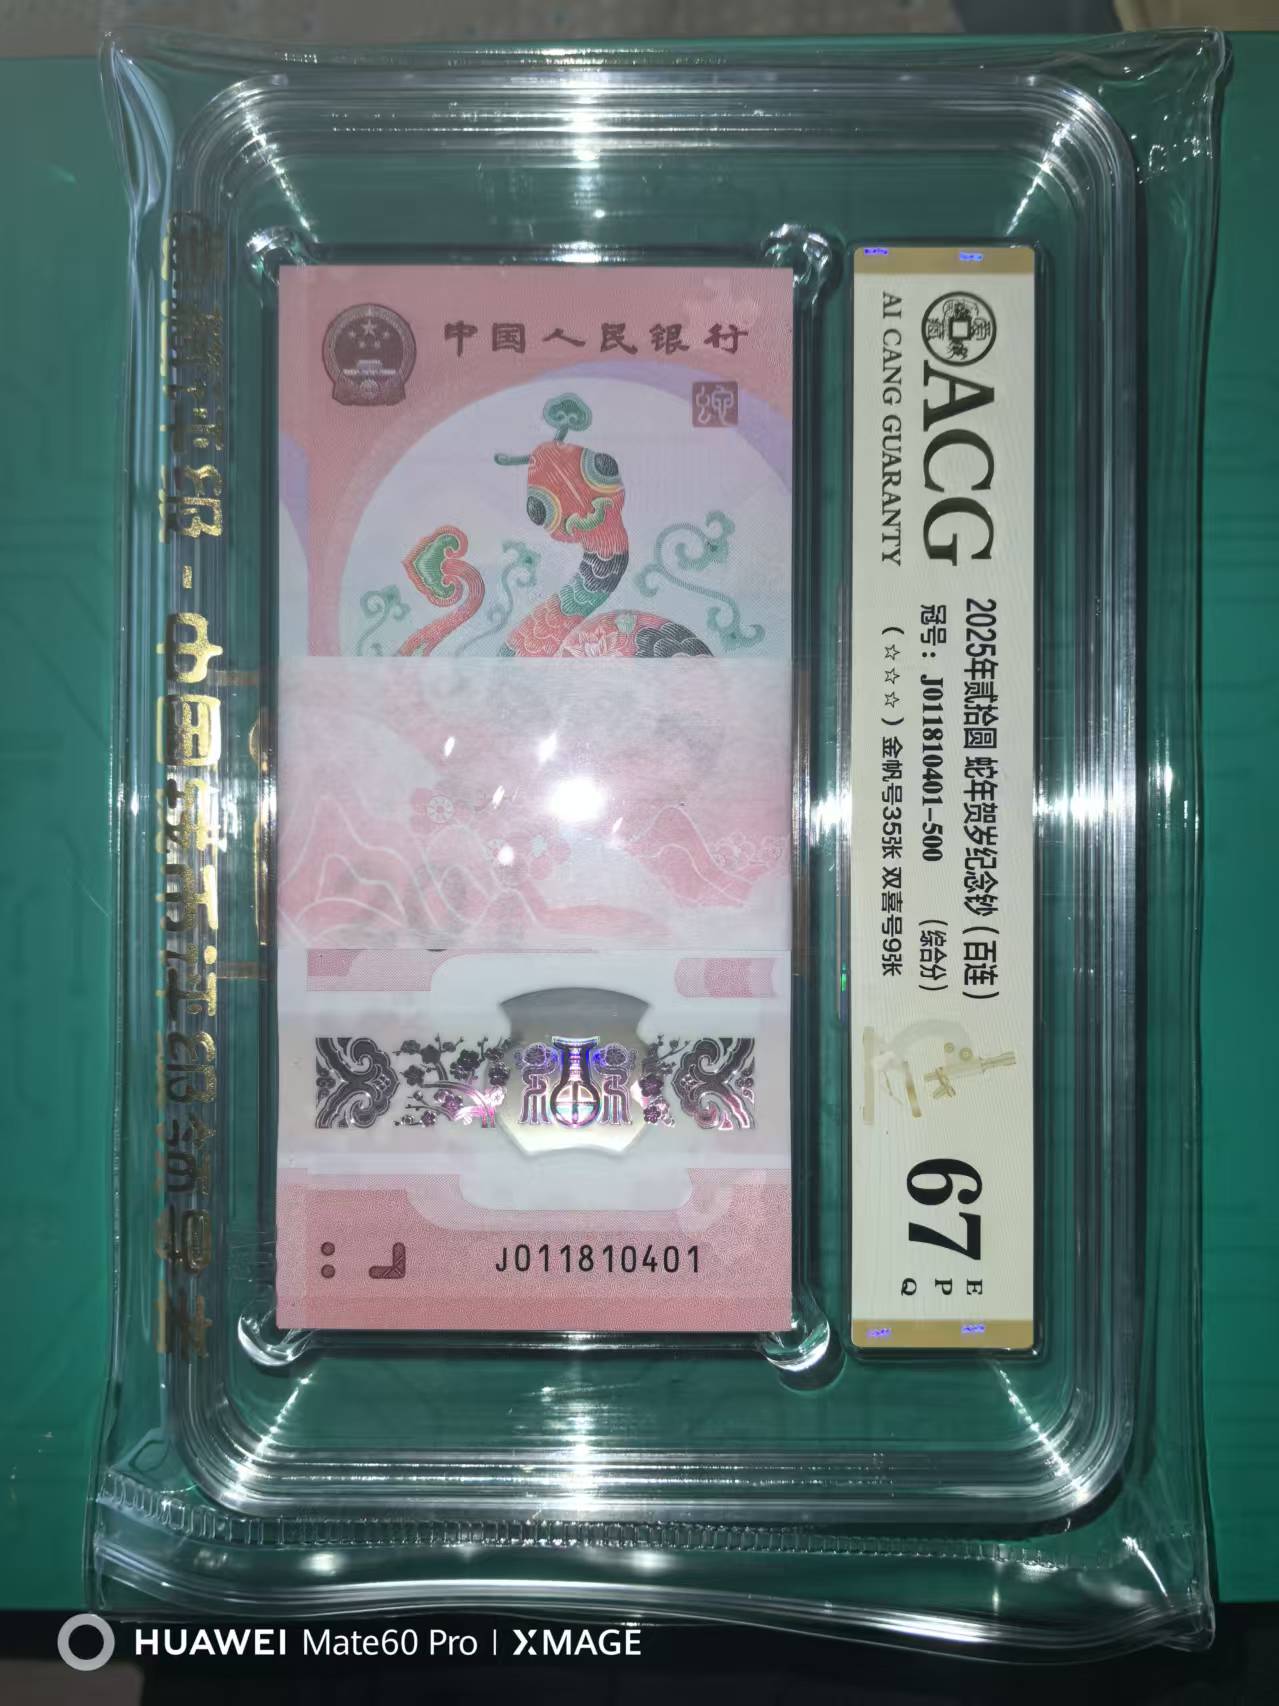 中国人民银行
J011810401
ACG
AI CANG GUARANTY
2025年贰拾圆 蛇年贺岁纪念钞（百连）
冠号：J011810401-500 （综合分）
（☆☆☆）金帆号35张 双喜号9张
67
E
P
Q
HUAWEI Mate60 Pro | XMAGE